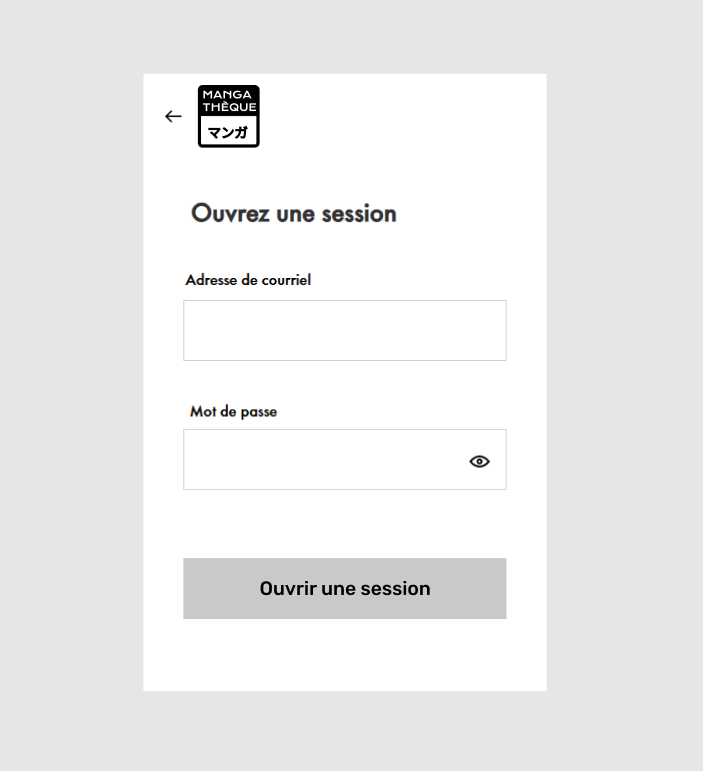 MANGA
THÈQUE
マンガ
Ouvrez une session
Adresse de courriel
Mot de passe
Ouvrir une session